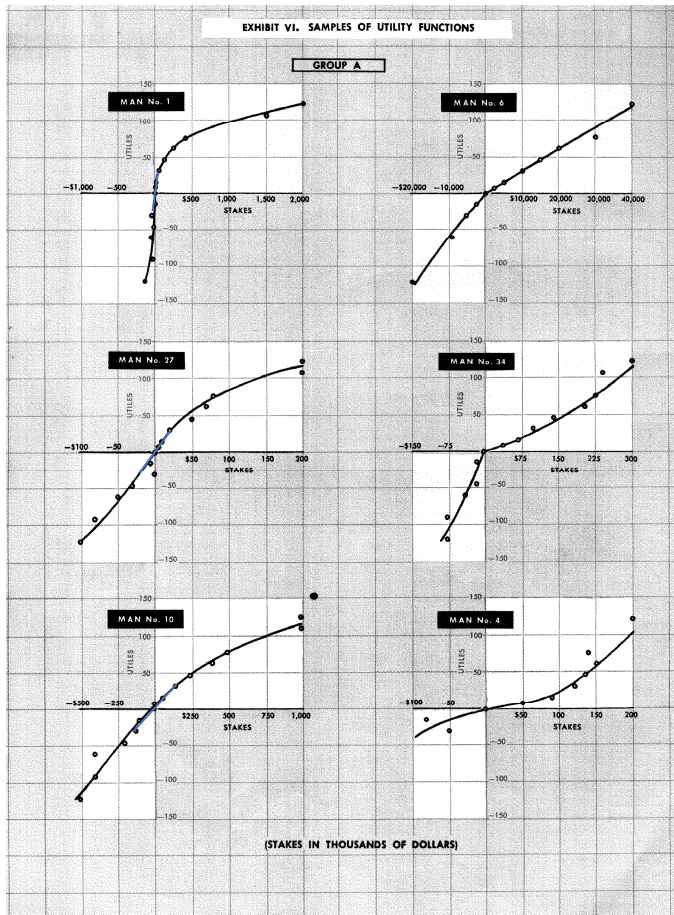 EXHIBIT VI. SAMPLES OF UTILITY FUNCTIONS
GROUP A
MAN No. 1
150
100
50
UTILES
–$1,000 –500
$500 1,000 1,500 2,000
STAKES
–50
–100
–150
MAN No. 6
150
100
50
UTILES
–$20,000 –10,000
$10,000 20,000 30,000 40,000
STAKES
–50
–100
–150
MAN No. 27
150
100
50
UTILES
–$100 –50
$50 100 150 200
STAKES
–50
–100
–150
MAN No. 34
150
100
50
UTILES
–$150 –75
$75 150 225 300
STAKES
–50
–100
–150
MAN No. 10
150
100
50
UTILES
–$500 –250
$250 500 750 1,000
STAKES
–50
–100
–150
MAN No. 4
150
100
50
UTILES
–$100 –50
$50 100 150 200
STAKES
–50
–100
–150
(STAKES IN THOUSANDS OF DOLLARS)